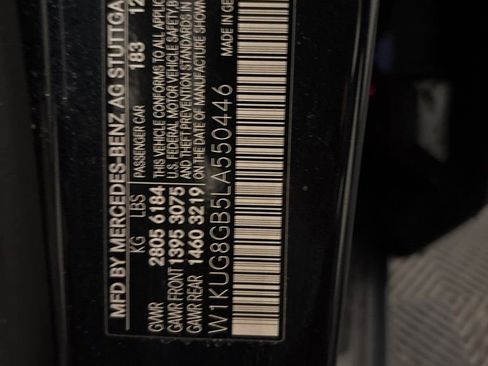 MFD BY MERCEDES-BENZ AG STUTTGA
KG LBS PASSENGER CAR 183 12
GVWR 2805 6184 THIS VEHICLE CONFORMS TO ALL APPLIC
GAWR FRONT 1395 3075 U.S. FEDERAL MOTOR VEHICLE SAFETY, B
GAWR REAR 1460 3219 AND THEFT PREVENTION STANDARDS
ON THE DATE OF MANUFACTURE SHOWN
W1KUG8GB5LA550446 MADE IN GE